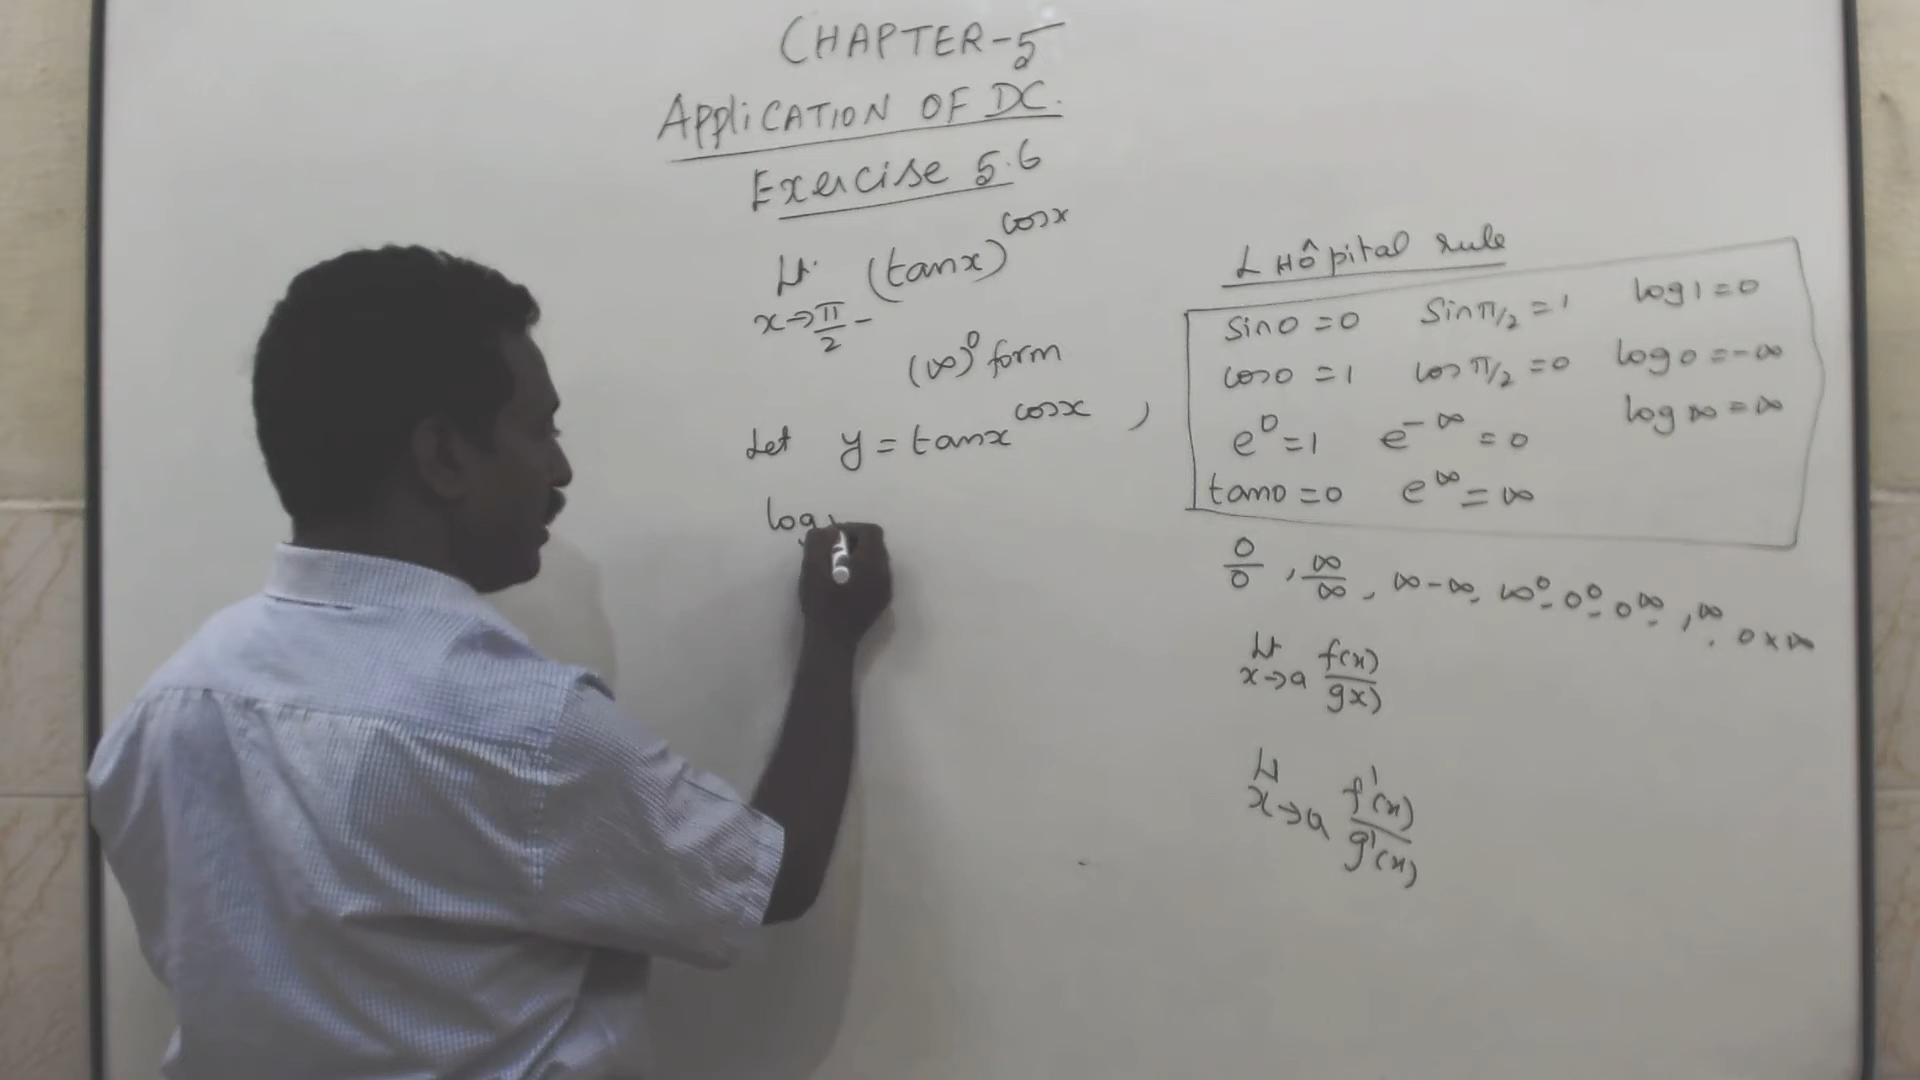 CHAPTER-5
APPliCATION OF DC.
Exercise 5.6
Lt. (tanx)^cosx
x→π/2 −
(∞)^0 form
Let y = tanx^cosx ,
log
L Hôpital rule
sin0 =0 Sinπ/2 = 1 log1=0
cos0 =1 cosπ/2 =0 log0 =-∞
e^0 =1 e^-∞ =0 log∞ =∞
tan0 =0 e^∞ =∞
0/0 , ∞/∞ , ∞-∞, ∞^0, 0^0, 0^∞, 1^∞, 0×∞
Lt f(x)
x→a g(x)
Lt f'(x)
x→a g'(x)